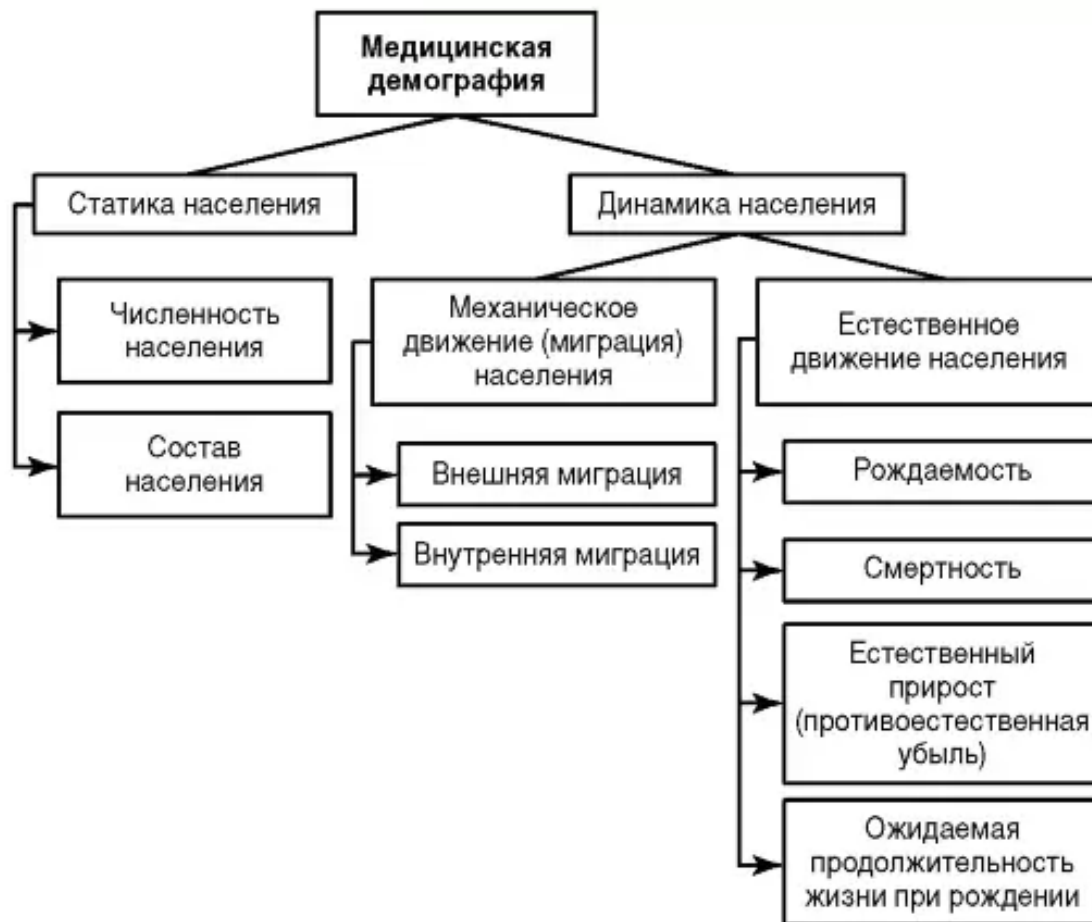 Медицинская
демография
Статика населения
Динамика населения
Численность
населения
Состав
населения
Механическое
движение (миграция)
населения
Внешняя миграция
Внутренняя миграция
Естественное
движение населения
Рождаемость
Смертность
Естественный
прирост
(противоестественная
убыль)
Ожидаемая
продолжительность
жизни при рождении